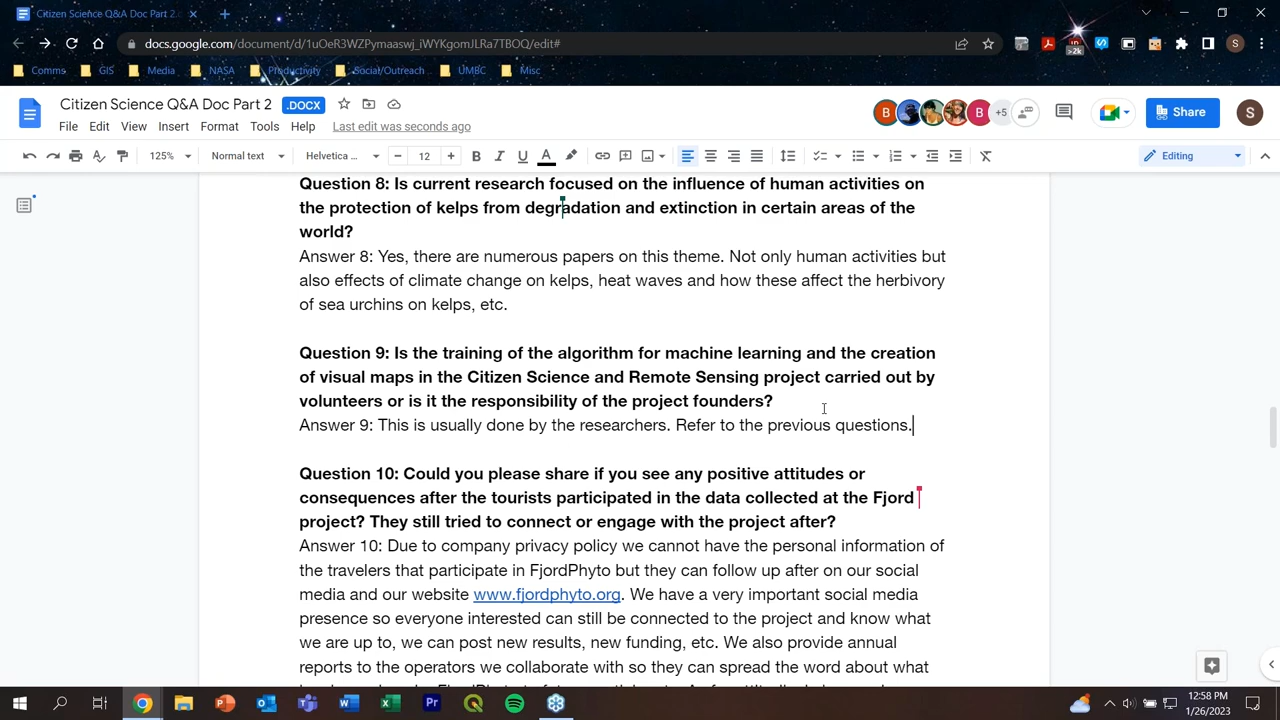 Citizen Science Q&A Doc Part 2.
docs.google.com/document/d/1uOeR3WZPymaaswj_iWYKgomJLRa7TBOQ/edit#
>2k
S
Comms GIS Media NASA Productivity Social/Outreach UMBC Misc
Citizen Science Q&A Doc Part 2 .DOCX
B B +5 Share S
File Edit View Insert Format Tools Help Last edit was seconds ago
125% Normal text Helvetica ... 12 B I U A Editing
Question 8: Is current research focused on the influence of human activities on
the protection of kelps from degradation and extinction in certain areas of the
world?
Answer 8: Yes, there are numerous papers on this theme. Not only human activities but
also effects of climate change on kelps, heat waves and how these affect the herbivory
of sea urchins on kelps, etc.
Question 9: Is the training of the algorithm for machine learning and the creation
of visual maps in the Citizen Science and Remote Sensing project carried out by
volunteers or is it the responsibility of the project founders?
Answer 9: This is usually done by the researchers. Refer to the previous questions.
Question 10: Could you please share if you see any positive attitudes or
consequences after the tourists participated in the data collected at the Fjord
project? They still tried to connect or engage with the project after?
Answer 10: Due to company privacy policy we cannot have the personal information of
the travelers that participate in FjordPhyto but they can follow up after on our social
media and our website www.fjordphyto.org. We have a very important social media
presence so everyone interested can still be connected to the project and know what
we are up to, we can post new results, new funding, etc. We also provide annual
reports to the operators we collaborate with so they can spread the word about what
12:58 PM
1/26/2023